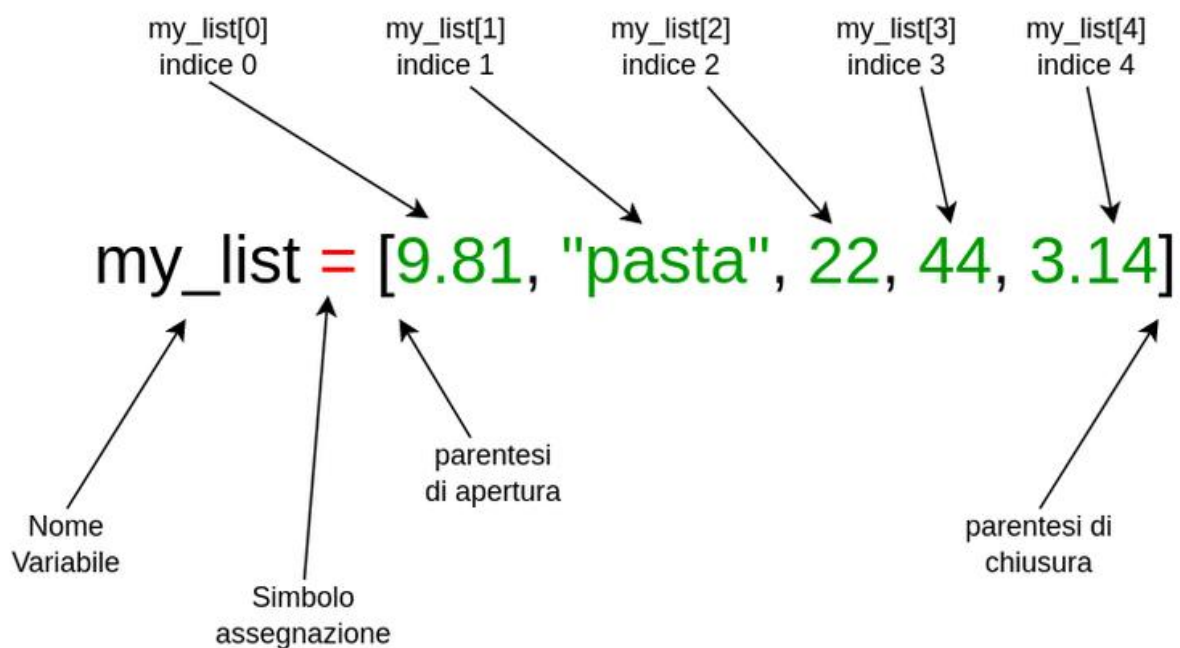 my_list[0]
indice 0
my_list[1]
indice 1
my_list[2]
indice 2
my_list[3]
indice 3
my_list[4]
indice 4
my_list = [9.81, "pasta", 22, 44, 3.14]
Nome
Variabile
Simbolo
assegnazione
parentesi
di apertura
parentesi di
chiusura